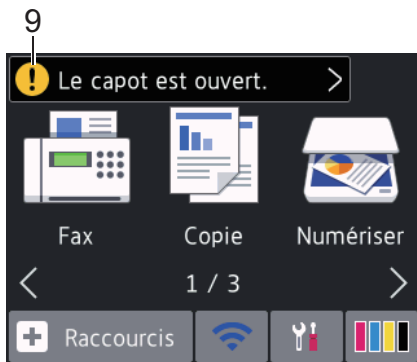 9
Le capot est ouvert.
Fax Copie Numériser
1 / 3
Raccourcis